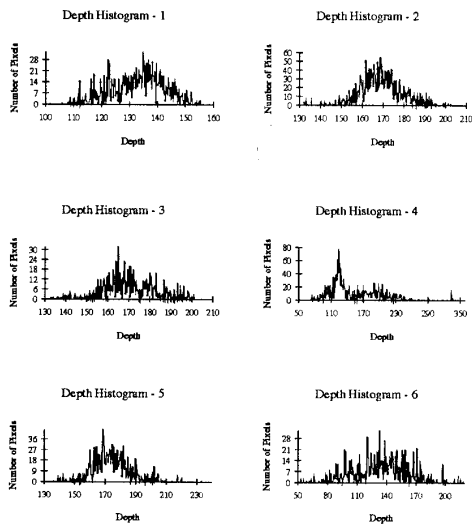 Depth Histogram - 1
Number of Pixels
28
21
14
7
0
100 110 120 130 140 150 160
Depth
Depth Histogram - 2
Number of Pixels
60
50
40
30
20
10
0
130 140 150 160 170 180 190 200 210
Depth
Depth Histogram - 3
Number of Pixels
30
24
18
12
6
0
130 140 150 160 170 180 190 200 210
Depth
Depth Histogram - 4
Number of Pixels
80
60
40
20
0
50 110 170 230 290 350
Depth
Depth Histogram - 5
Number of Pixels
36
27
18
9
0
130 150 170 190 210 230
Depth
Depth Histogram - 6
Number of Pixels
28
21
14
7
0
50 80 110 140 170 200
Depth